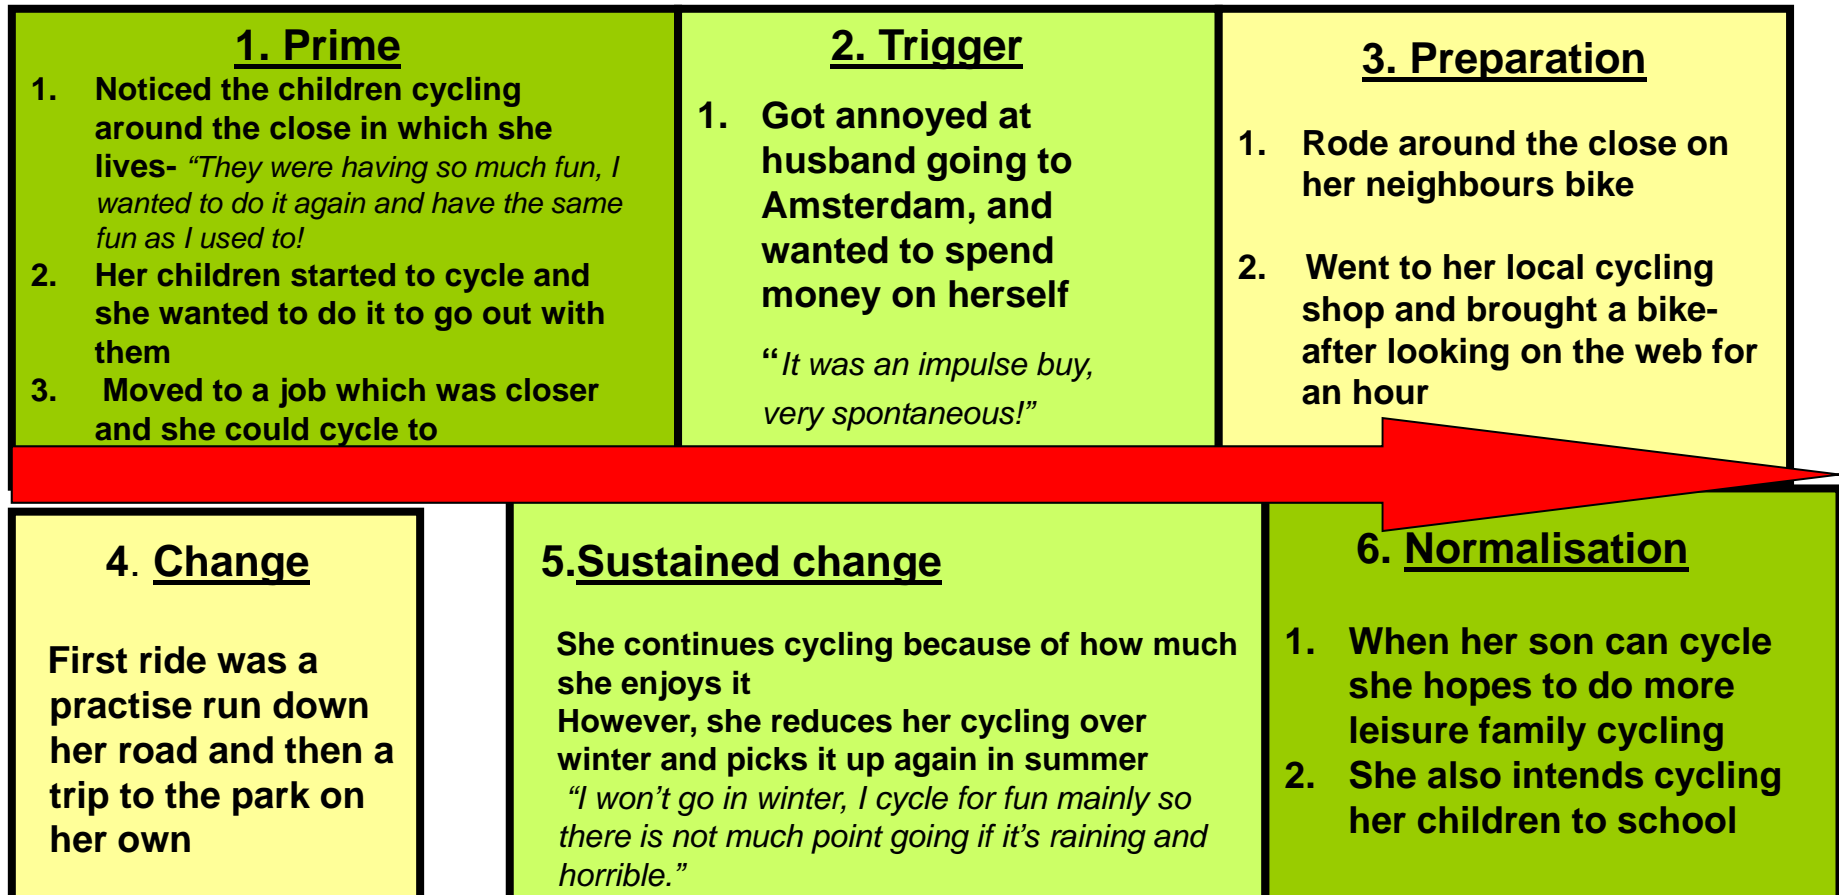 1. Prime
1. Noticed the children cycling
around the close in which she
lives- “They were having so much fun, I
wanted to do it again and have the same
fun as I used to!
2. Her children started to cycle and
she wanted to do it to go out with
them
3. Moved to a job which was closer
and she could cycle to
2. Trigger
1. Got annoyed at
husband going to
Amsterdam, and
wanted to spend
money on herself
“It was an impulse buy,
very spontaneous!”
3. Preparation
1. Rode around the close on
her neighbours bike
2. Went to her local cycling
shop and brought a bike-
after looking on the web for
an hour
4. Change
First ride was a
practise run down
her road and then a
trip to the park on
her own
5.Sustained change
She continues cycling because of how much
she enjoys it
However, she reduces her cycling over
winter and picks it up again in summer
“I won’t go in winter, I cycle for fun mainly so
there is not much point going if it’s raining and
horrible.”
6. Normalisation
1. When her son can cycle
she hopes to do more
leisure family cycling
2. She also intends cycling
her children to school